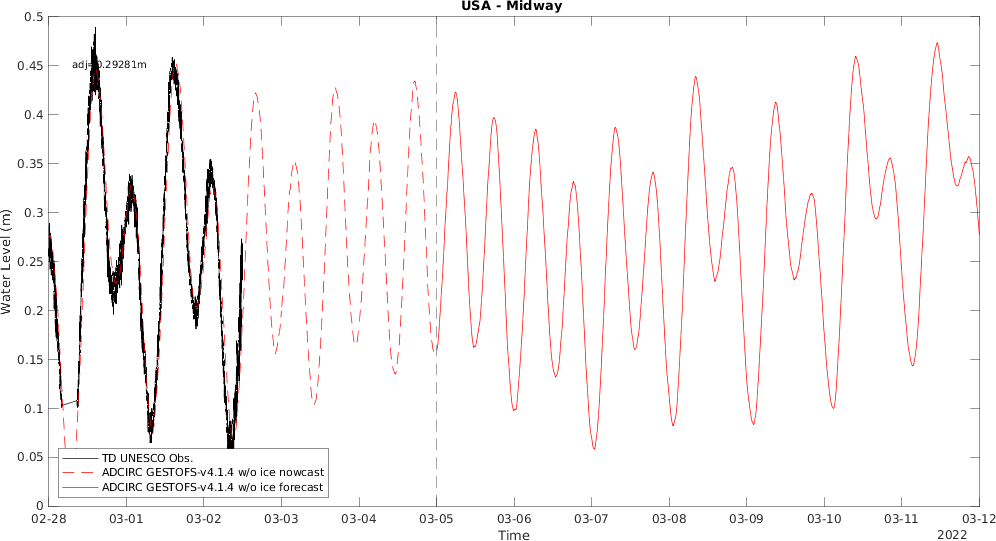 USA - Midway
0.5
0.45
0.4
0.35
0.3
0.25
0.2
0.15
0.1
0.05
0
Water Level (m)
adj=0.29281m
TD UNESCO Obs.
ADCIRC GESTOFS-v4.1.4 w/o ice nowcast
ADCIRC GESTOFS-v4.1.4 w/o ice forecast
02-28 03-01 03-02 03-03 03-04 03-05 03-06 03-07 03-08 03-09 03-10 03-11 03-12
Time
2022